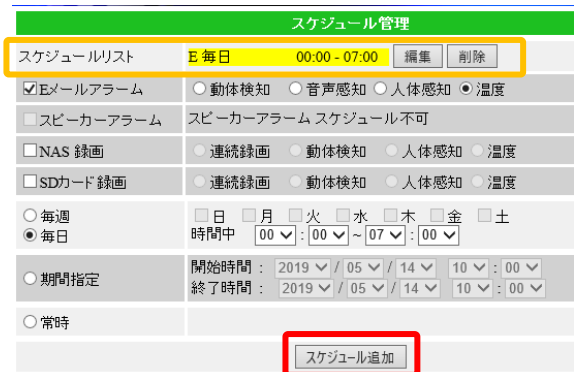 スケジュール管理
スケジュールリスト E 毎日 00:00 - 07:00 編集 削除
Eメールアラーム 動体検知 音声感知 人体感知 温度
スピーカーアラーム スピーカーアラーム スケジュール不可
NAS 録画 連続録画 動体検知 人体感知 温度
SDカード録画 連続録画 動体検知 人体感知 温度
毎週 日 月 火 水 木 金 土
毎日 時間中 00 : 00 ~ 07 : 00
期間指定 開始時間 : 2019 / 05 / 14 10 : 00
終了時間 : 2019 / 05 / 14 10 : 00
常時
スケジュール追加